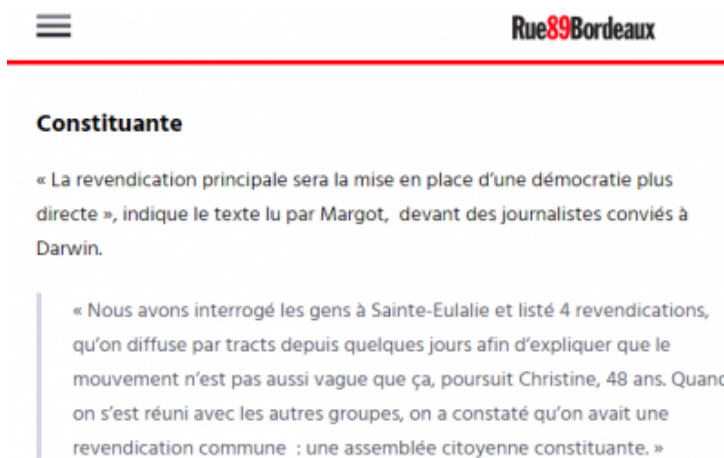 Rue89Bordeaux
Constituante
« La revendication principale sera la mise en place d'une démocratie plus
directe », indique le texte lu par Margot, devant des journalistes conviés à
Darwin.
« Nous avons interrogé les gens à Sainte-Eulalie et listé 4 revendications,
qu'on diffuse par tracts depuis quelques jours afin d'expliquer que le
mouvement n'est pas aussi vague que ça, poursuit Christine, 48 ans. Quand
on s'est réuni avec les autres groupes, on a constaté qu'on avait une
revendication commune : une assemblée citoyenne constituante. »